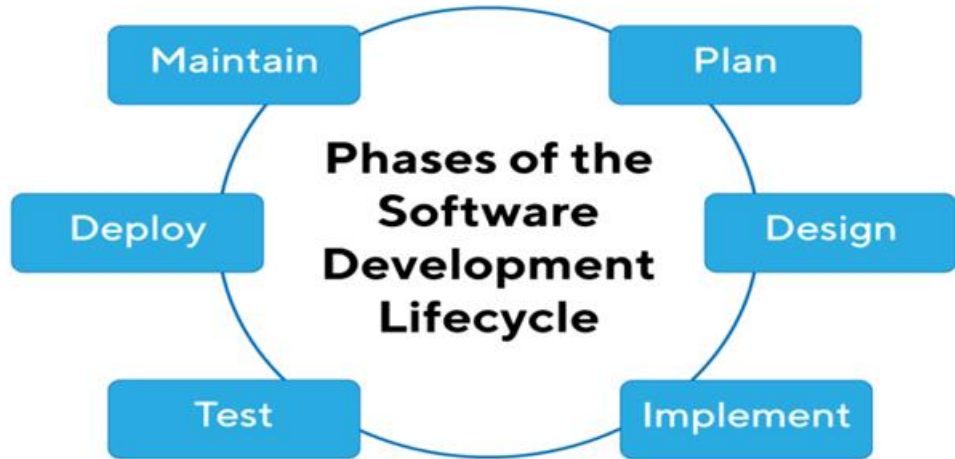 Maintain
Plan
Phases of the
Software
Development
Lifecycle
Deploy
Design
Test
Implement